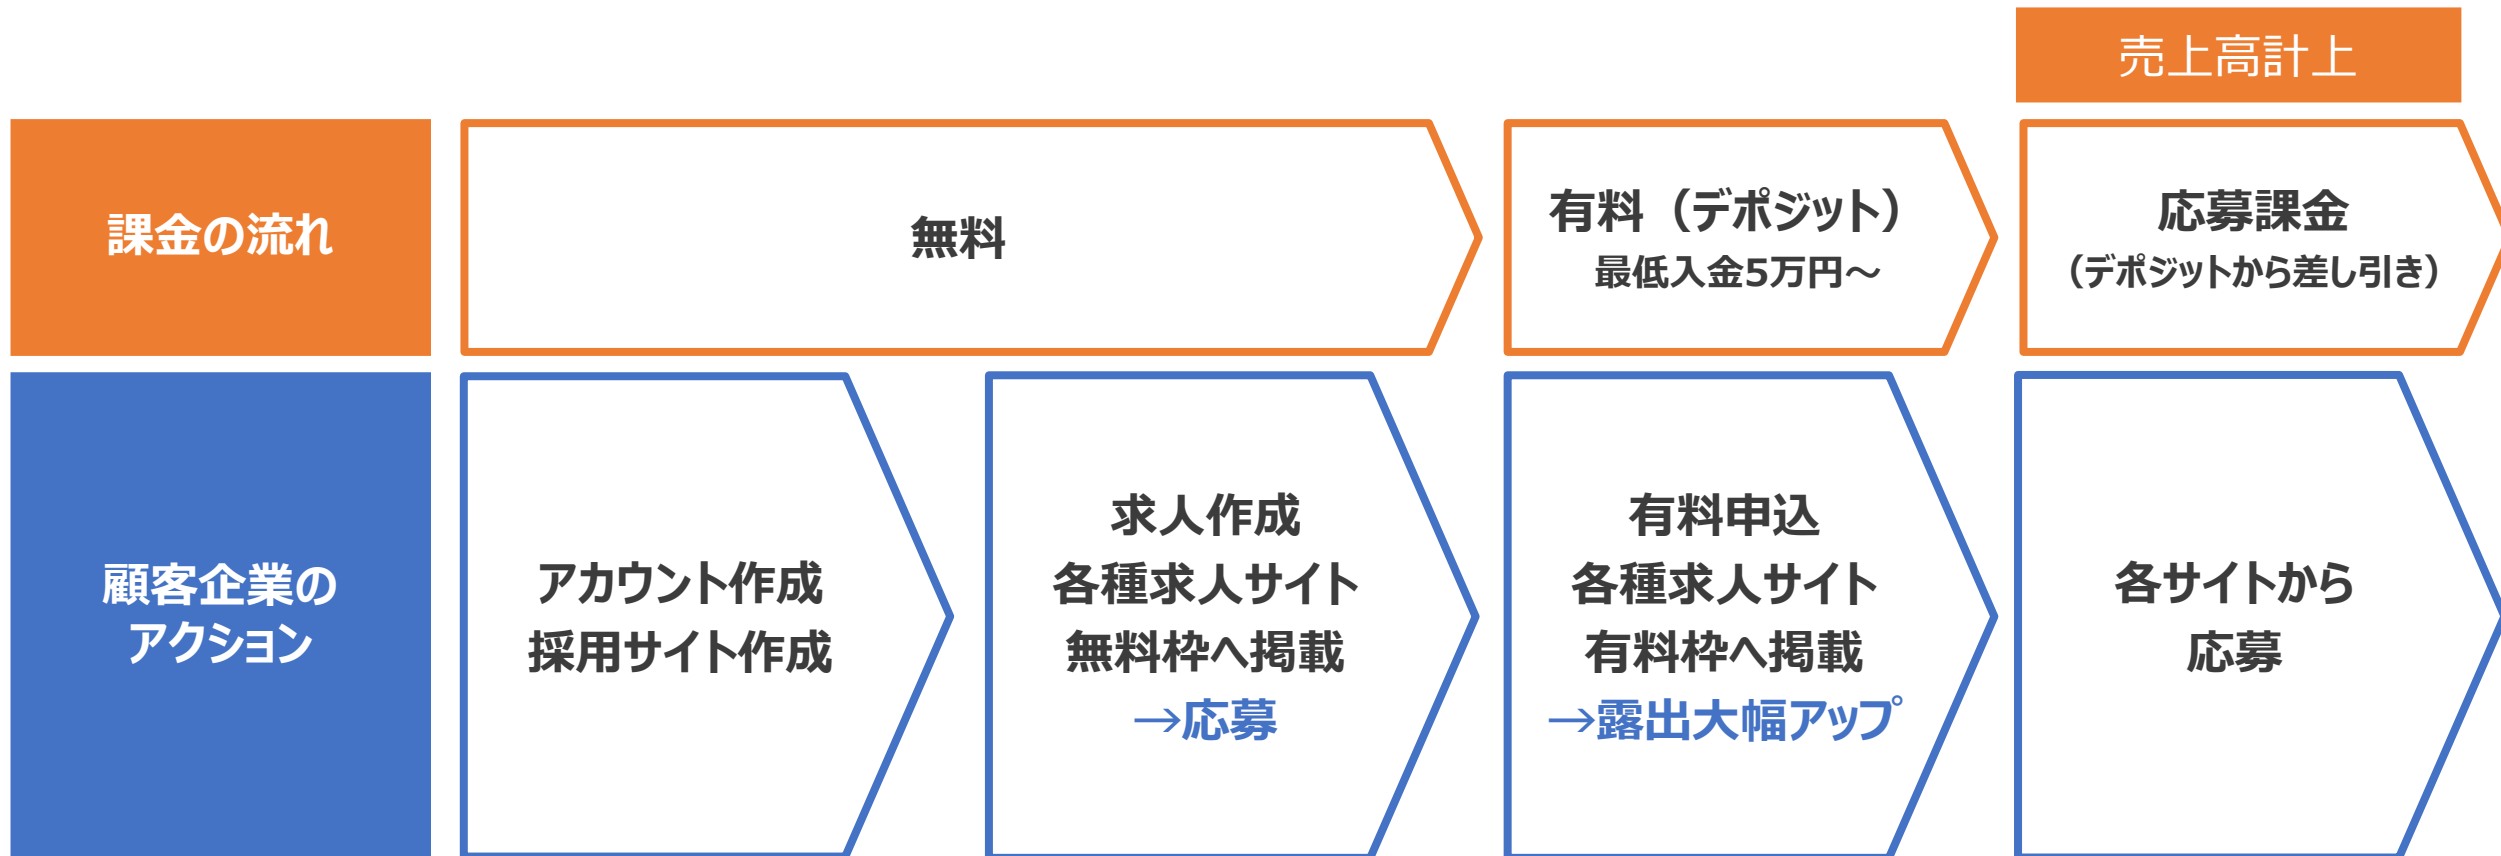 売上高計上
課金の流れ
無料
有料（デポジット）
最低入金5万円～
応募課金
（デポジットから差し引き）
顧客企業の
アクション
アカウント作成
採用サイト作成
求人作成
各種求人サイト
無料枠へ掲載
→応募
有料申込
各種求人サイト
有料枠へ掲載
→露出大幅アップ
各サイトから
応募